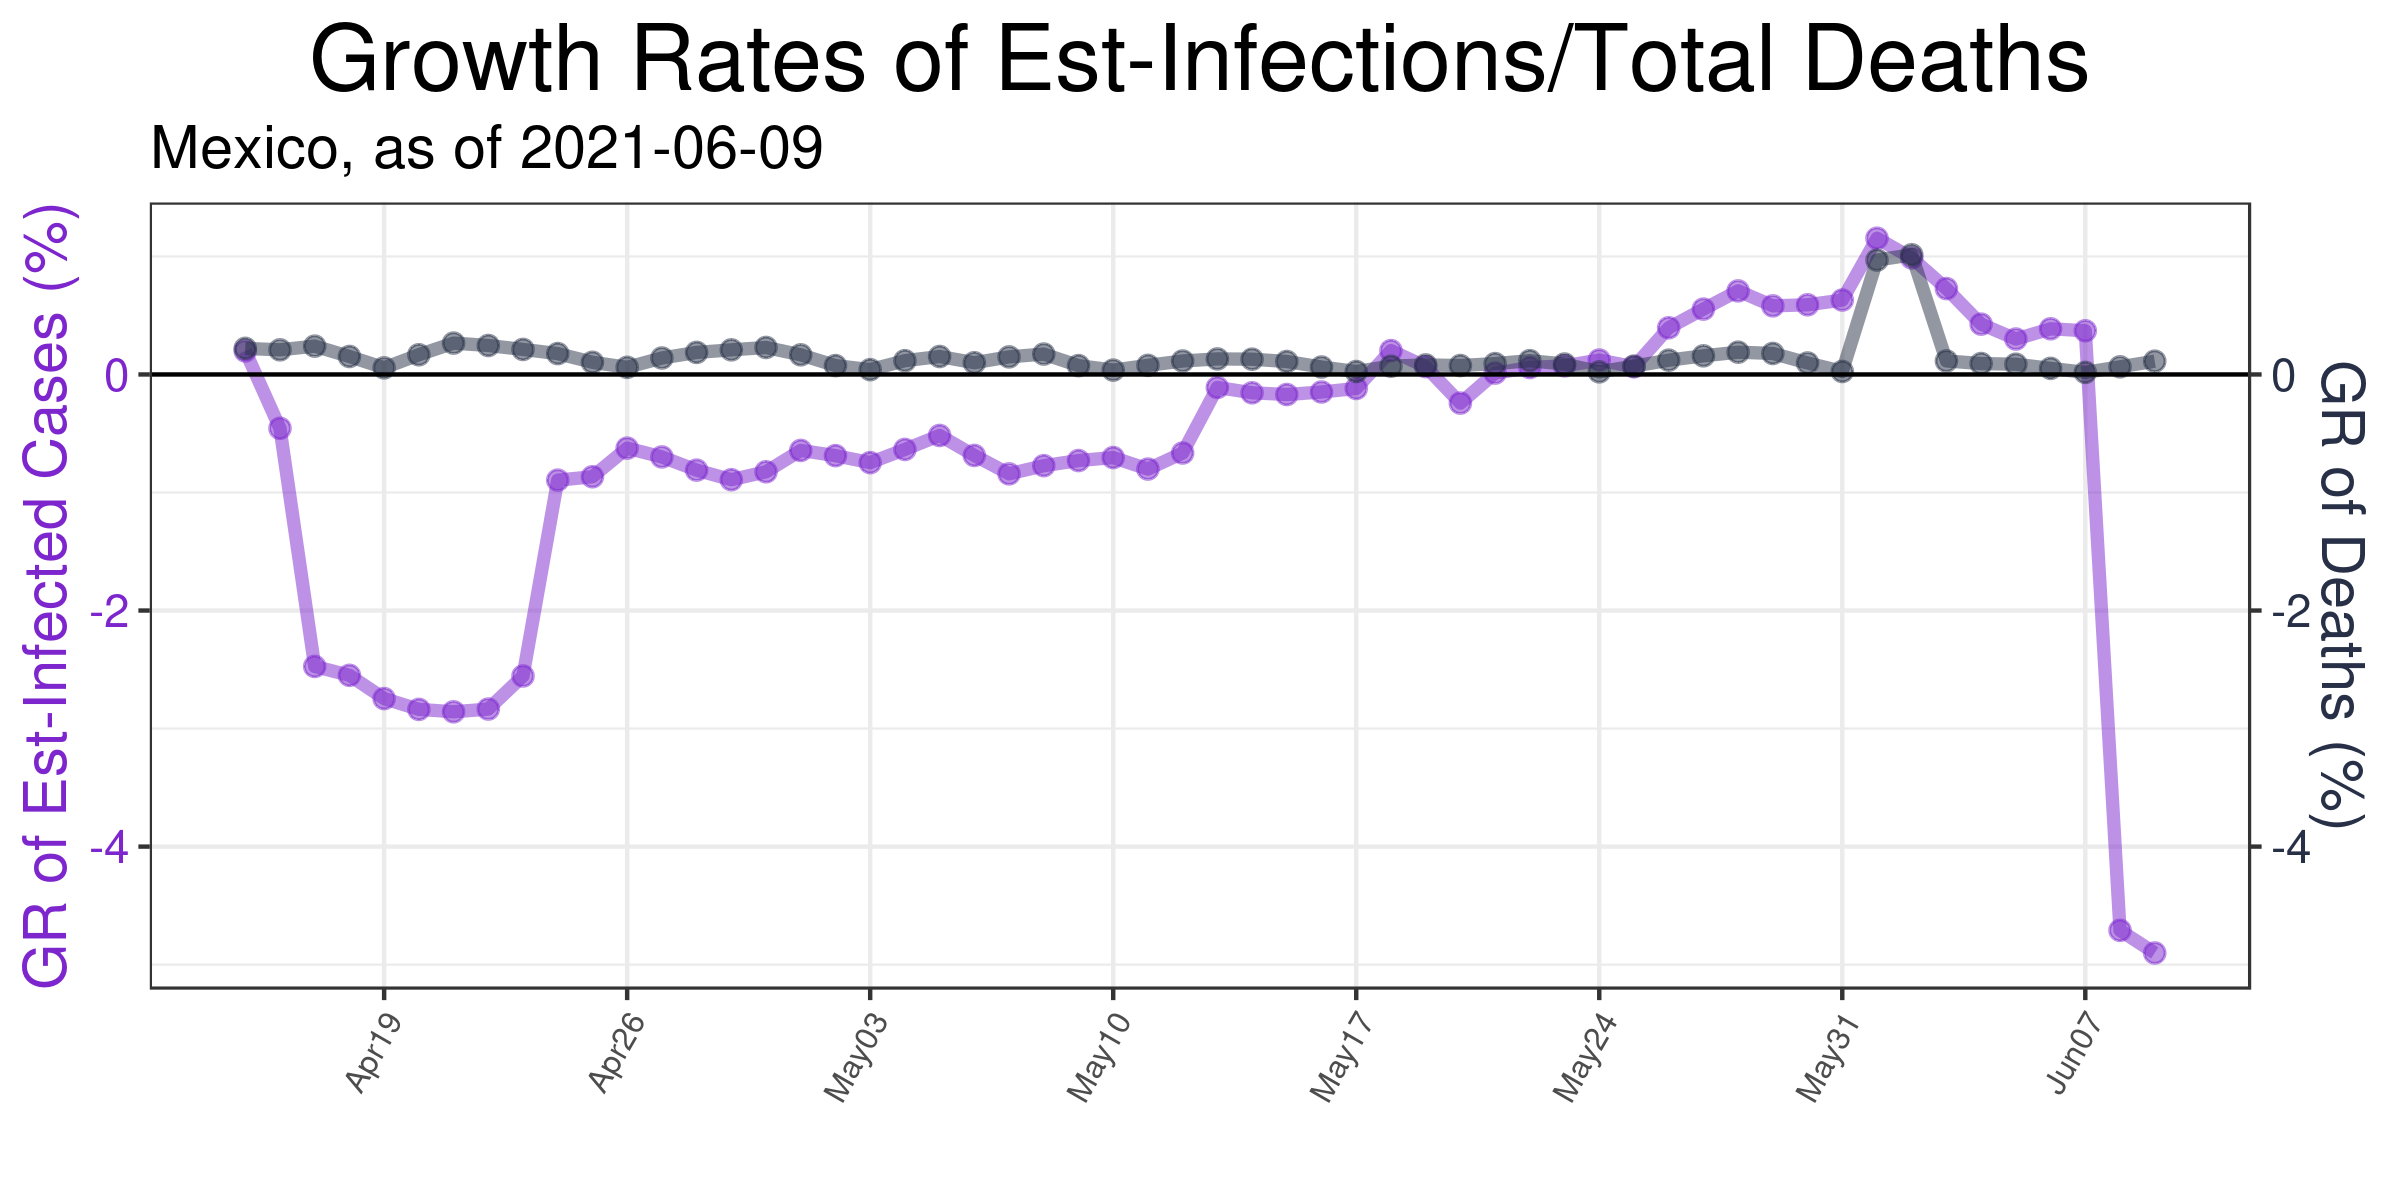 Growth Rates of Est-Infections/Total Deaths
Mexico, as of 2021-06-09
GR of Est-Infected Cases (%)
0
-2
-4
0
-2
-4
GR of Deaths (%)
Apr19
Apr26
May03
May10
May17
May24
May31
Jun07